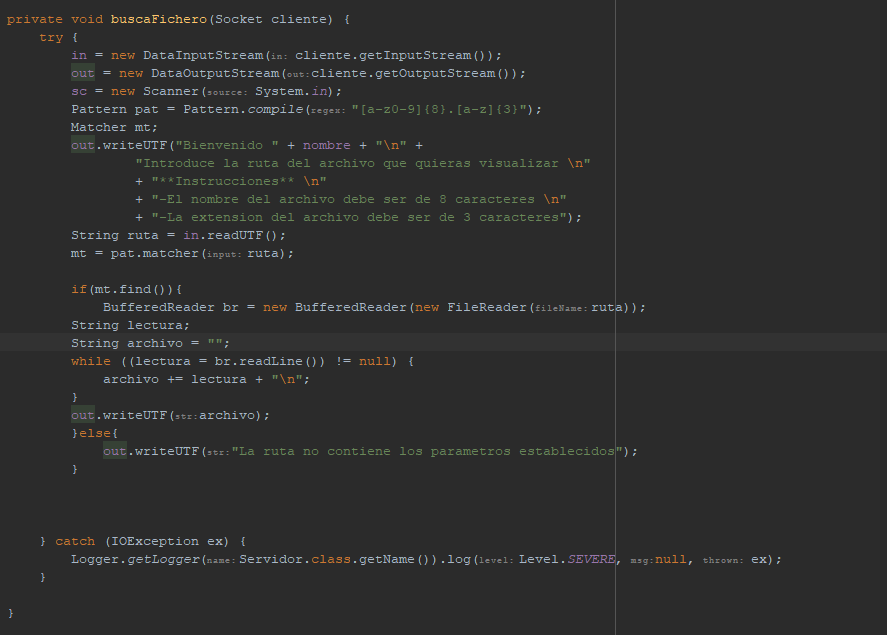 private void buscaFichero(Socket cliente) {
    try {
        in = new DataInputStream(in: cliente.getInputStream());
        out = new DataOutputStream(out:cliente.getOutputStream());
        sc = new Scanner(source: System.in);
        Pattern pat = Pattern.compile(regex: "[a-z0-9]{8}.[a-z]{3}");
        Matcher mt;
        out.writeUTF("Bienvenido " + nombre + "\n" +
                "Introduce la ruta del archivo que quieras visualizar \n"
                + "**Instrucciones** \n"
                + "-El nombre del archivo debe ser de 8 caracteres \n"
                + "-La extension del archivo debe ser de 3 caracteres");
        String ruta = in.readUTF();
        mt = pat.matcher(input: ruta);
        if(mt.find()){
            BufferedReader br = new BufferedReader(new FileReader(fileName: ruta));
        String lectura;
        String archivo = "";
        while ((lectura = br.readLine()) != null) {
            archivo += lectura + "\n";
        }
        out.writeUTF(str:archivo);
        }else{
            out.writeUTF(str:"La ruta no contiene los parametros establecidos");
        }
    } catch (IOException ex) {
        Logger.getLogger(name: Servidor.class.getName()).log(level: Level.SEVERE, msg:null, thrown: ex);
    }
}